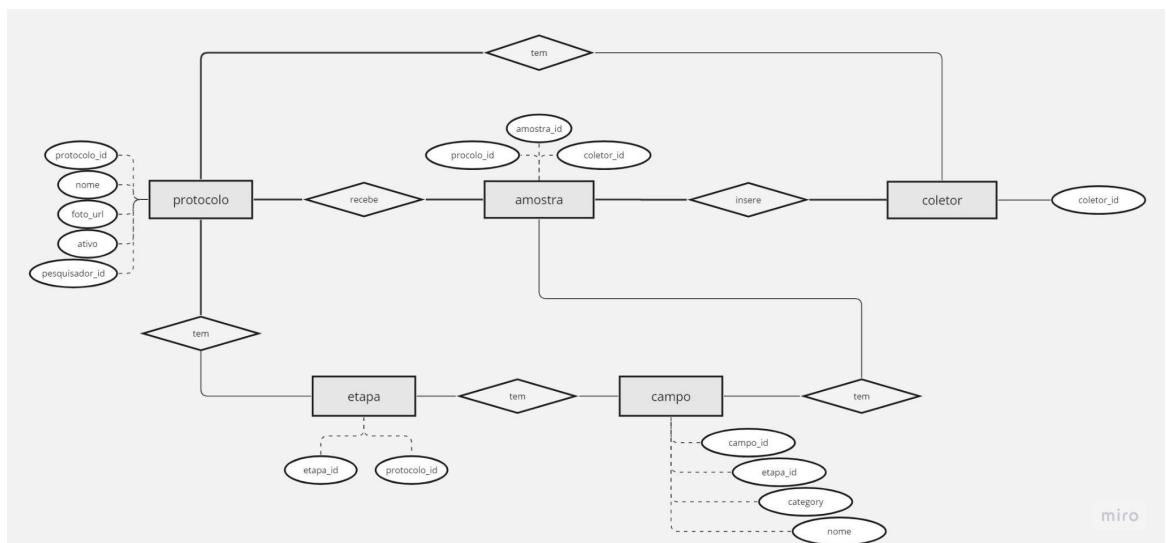 tem
amostra_id
protocolo_id
procolo_id
coletor_id
nome
protocolo
recebe
amostra
insere
coletor
coletor_id
foto_url
ativo
pesquisador_id
tem
etapa
tem
campo
tem
campo_id
etapa_id
protocolo_id
etapa_id
category
nome
miro